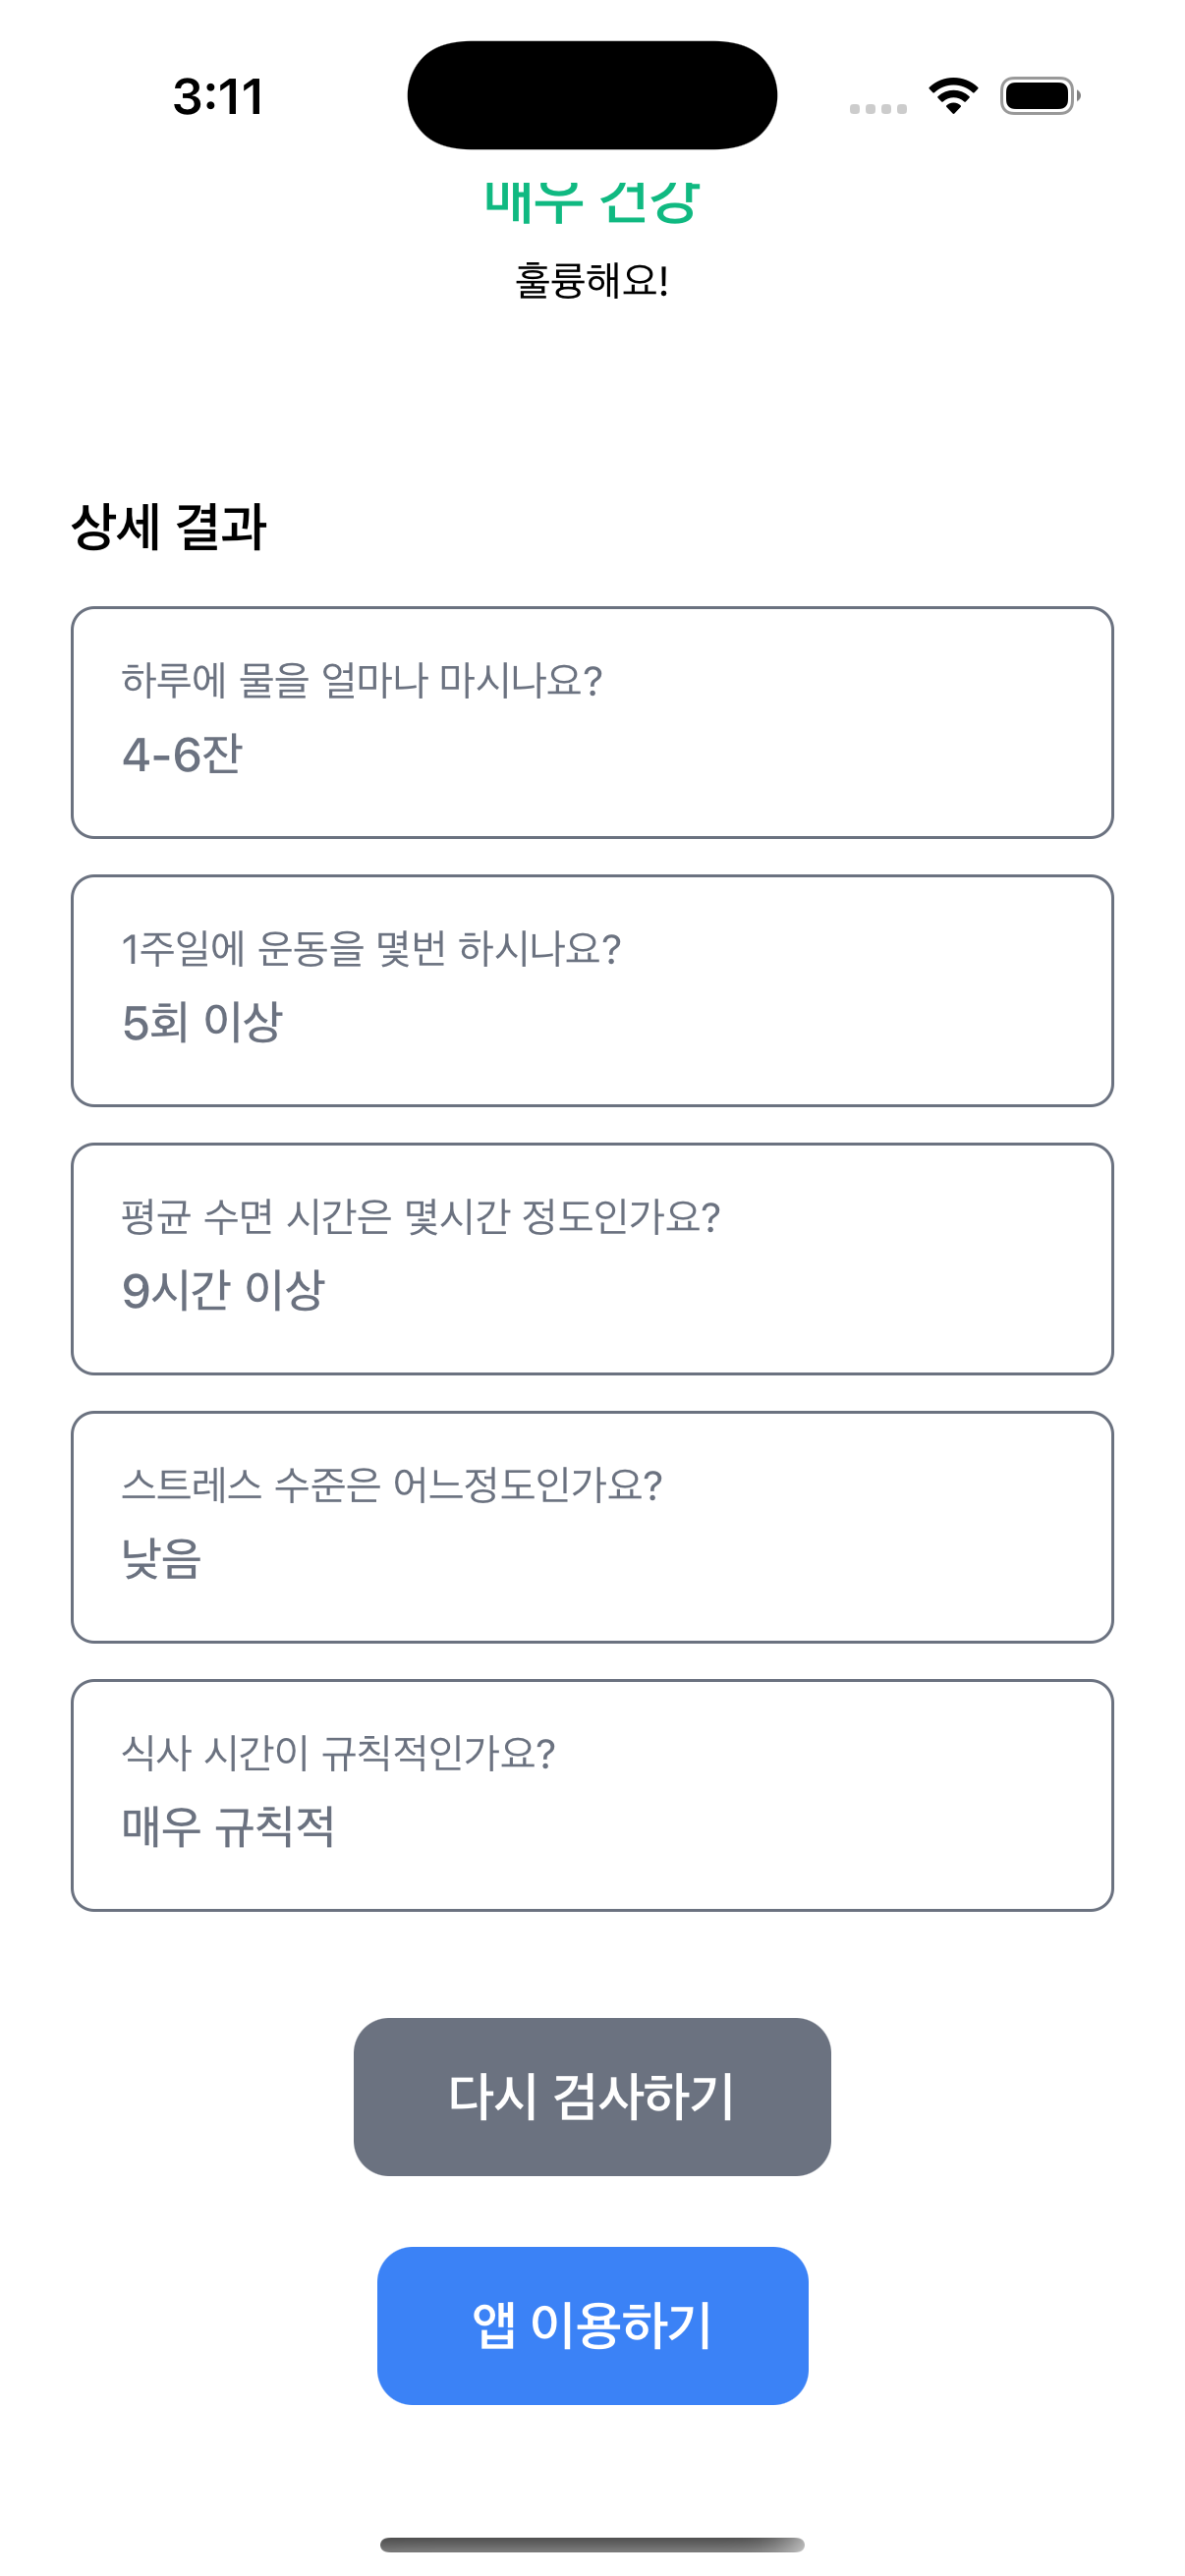 3:11
매우 건강
훌륭해요!
상세 결과
하루에 물을 얼마나 마시나요?
4-6잔
1주일에 운동을 몇번 하시나요?
5회 이상
평균 수면 시간은 몇시간 정도인가요?
9시간 이상
스트레스 수준은 어느정도인가요?
낮음
식사 시간이 규칙적인가요?
매우 규칙적
다시 검사하기
앱 이용하기